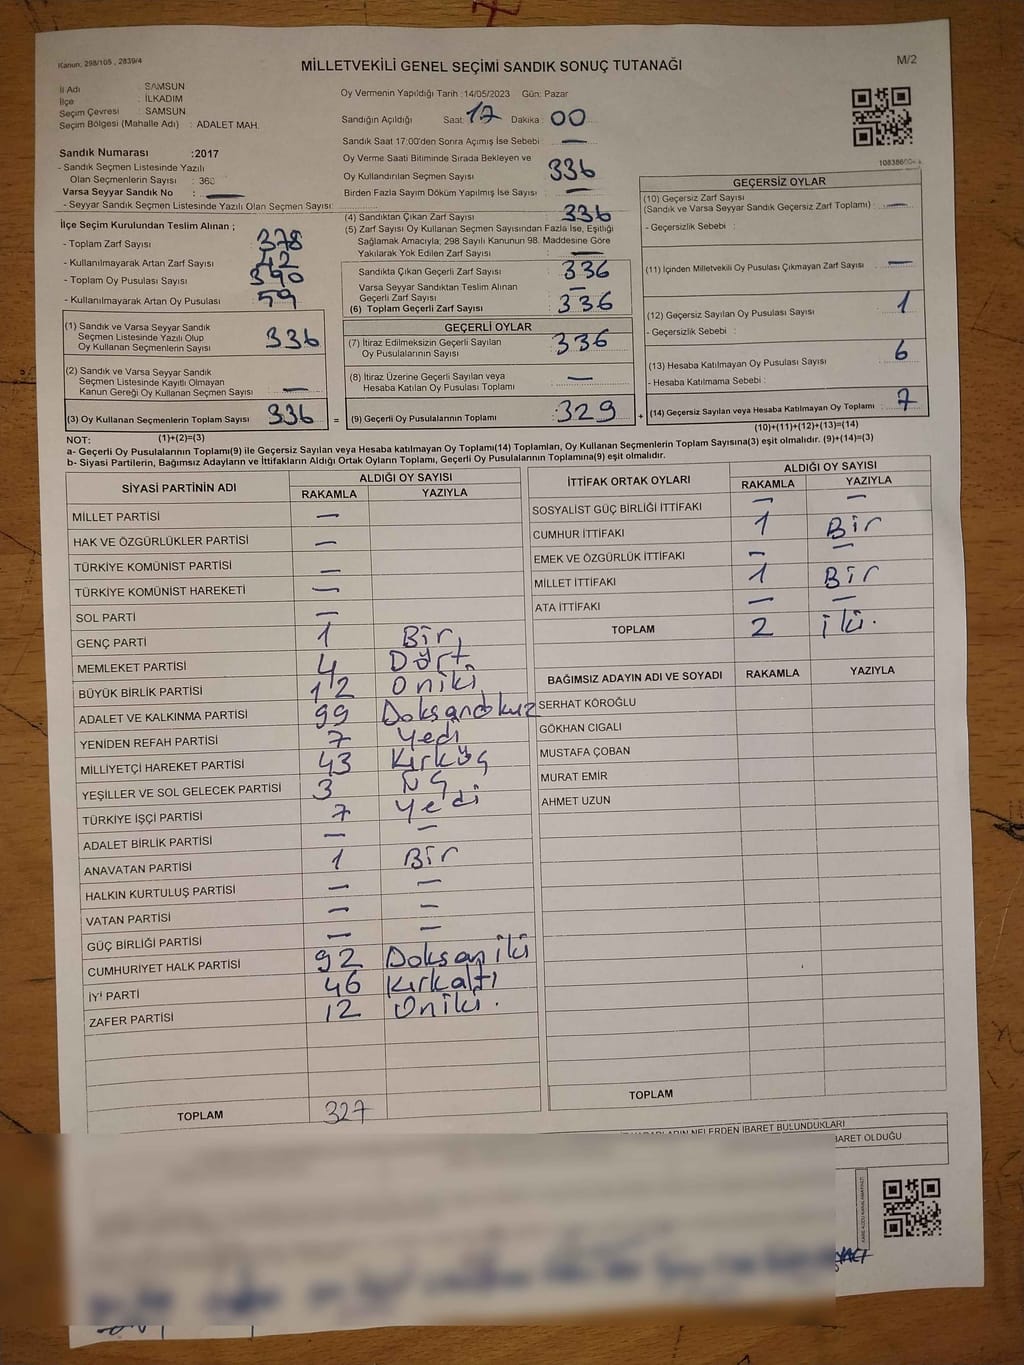 Kanun: 298/105 , 2839/4
MİLLETVEKİLİ GENEL SEÇİMİ SANDIK SONUÇ TUTANAĞI
M/2
İl Adı : SAMSUN
İlçe : İLKADIM
Seçim Çevresi : SAMSUN
Seçim Bölgesi (Mahalle Adı) : ADALET MAH.
Sandık Numarası :2017
- Sandık Seçmen Listesinde Yazılı
Olan Seçmenlerin Sayısı :
Varsa Seyyar Sandık No : —
- Seyyar Sandık Seçmen Listesinde Yazılı Olan Seçmen Sayısı:
Oy Vermenin Yapıldığı Tarih :14/05/2023 Gün: Pazar
Sandığın Açıldığı Saat: 17 Dakika: 00
Sandık Saat 17:00'den Sonra Açımış İse Sebebi : —
Oy Verme Saati Bitiminde Sırada Bekleyen ve
Oy Kullandırılan Seçmen Sayısı : 336
Birden Fazla Sayım Döküm Yapılmış İse Sayısı : —
İlçe Seçim Kurulundan Teslim Alınan ;
- Toplam Zarf Sayısı : 378
- Kullanılmayarak Artan Zarf Sayısı : 42
- Toplam Oy Pusulası Sayısı : 390
- Kullanılmayarak Artan Oy Pusulası :
(1) Sandık ve Varsa Seyyar Sandık
Seçmen Listesinde Yazılı Olup
Oy Kullanan Seçmenlerin Sayısı 336
(2) Sandık ve Varsa Seyyar Sandık
Seçmen Listesinde Kayıtlı Olmayan
Kanun Gereği Oy Kullanan Seçmen Sayısı —
(3) Oy Kullanan Seçmenlerin Toplam Sayısı 336 =
(4) Sandıktan Çıkan Zarf Sayısı : 336
(5) Zarf Sayısı Oy Kullanan Seçmen Sayısından Fazla İse, Eşitliği
Sağlamak Amacıyla; 298 Sayılı Kanunun 98. Maddesine Göre
Yakılarak Yok Edilen Zarf Sayısı : —
Sandıkta Çıkan Geçerli Zarf Sayısı : 336
Varsa Seyyar Sandıktan Teslim Alınan
Geçerli Zarf Sayısı : —
(6) Toplam Geçerli Zarf Sayısı : 336
GEÇERLİ OYLAR
(7) İtiraz Edilmeksizin Geçerli Sayılan
Oy Pusulalarının Sayısı : 336
(8) İtiraz Üzerine Geçerli Sayılan veya
Hesaba Katılan Oy Pusulası Toplamı : —
(9) Geçerli Oy Pusulalarının Toplamı : 329 +
GEÇERSİZ OYLAR
(10) Geçersiz Zarf Sayısı
(Sandık ve Varsa Seyyar Sandık Geçersiz Zarf Toplamı) : —
- Geçersizlik Sebebi :
(11) İçinden Milletvekili Oy Pusulası Çıkmayan Zarf Sayısı —
(12) Geçersiz Sayılan Oy Pusulası Sayısı 1
- Geçersizlik Sebebi :
(13) Hesaba Katılmayan Oy Pusulası Sayısı 6
- Hesaba Katılmama Sebebi :
(14) Geçersiz Sayılan veya Hesaba Katılmayan Oy Toplamı 7
NOT: (1)+(2)=(3) (10)+(11)+(12)+(13)=(14)
a- Geçerli Oy Pusulalarının Toplamı(9) ile Geçersiz Sayılan veya Hesaba katılmayan Oy Toplamı(14) Toplamları, Oy Kullanan Seçmenlerin Toplam Sayısına(3) eşit olmalıdır. (9)+(14)=(3)
b- Siyasi Partilerin, Bağımsız Adayların ve İttifakların Aldığı Ortak Oyların Toplamı, Geçerli Oy Pusulalarının Toplamına(9) eşit olmalıdır.
SİYASİ PARTİNİN ADI ALDIĞI OY SAYISI
RAKAMLA YAZIYLA
MİLLET PARTİSİ —
HAK VE ÖZGÜRLÜKLER PARTİSİ —
TÜRKİYE KOMÜNİST PARTİSİ —
TÜRKİYE KOMÜNİST HAREKETİ —
SOL PARTİ —
GENÇ PARTİ 1 Bir
MEMLEKET PARTİSİ 4 Dört
BÜYÜK BİRLİK PARTİSİ 12 Oniki
ADALET VE KALKINMA PARTİSİ 99 Doksandokuz
YENİDEN REFAH PARTİSİ 7 Yedi
MİLLİYETÇİ HAREKET PARTİSİ 43 Kırküç
YEŞİLLER VE SOL GELECEK PARTİSİ 3 Üç
TÜRKİYE İŞÇİ PARTİSİ 7 Yedi
ADALET BİRLİK PARTİSİ — —
ANAVATAN PARTİSİ 1 Bir
HALKIN KURTULUŞ PARTİSİ — —
VATAN PARTİSİ — —
GÜÇ BİRLİĞİ PARTİSİ — —
CUMHURİYET HALK PARTİSİ 92 Doksaniki
İYİ PARTİ 46 Kırkaltı
ZAFER PARTİSİ 12 Oniki.
TOPLAM 327
İTTİFAK ORTAK OYLARI ALDIĞI OY SAYISI
RAKAMLA YAZIYLA
SOSYALİST GÜÇ BİRLİĞİ İTTİFAKI — —
CUMHUR İTTİFAKI 1 Bir
EMEK VE ÖZGÜRLÜK İTTİFAKI — —
MİLLET İTTİFAKI 1 Bir
ATA İTTİFAKI — —
TOPLAM 2 iki.
BAĞIMSIZ ADAYIN ADI VE SOYADI RAKAMLA YAZIYLA
SERHAT KÖROĞLU
GÖKHAN CIGALI
MUSTAFA ÇOBAN
MURAT EMİR
AHMET UZUN
TOPLAM
NELERDEN İBARET BULUNDUKLARI
İBARET OLDUĞU